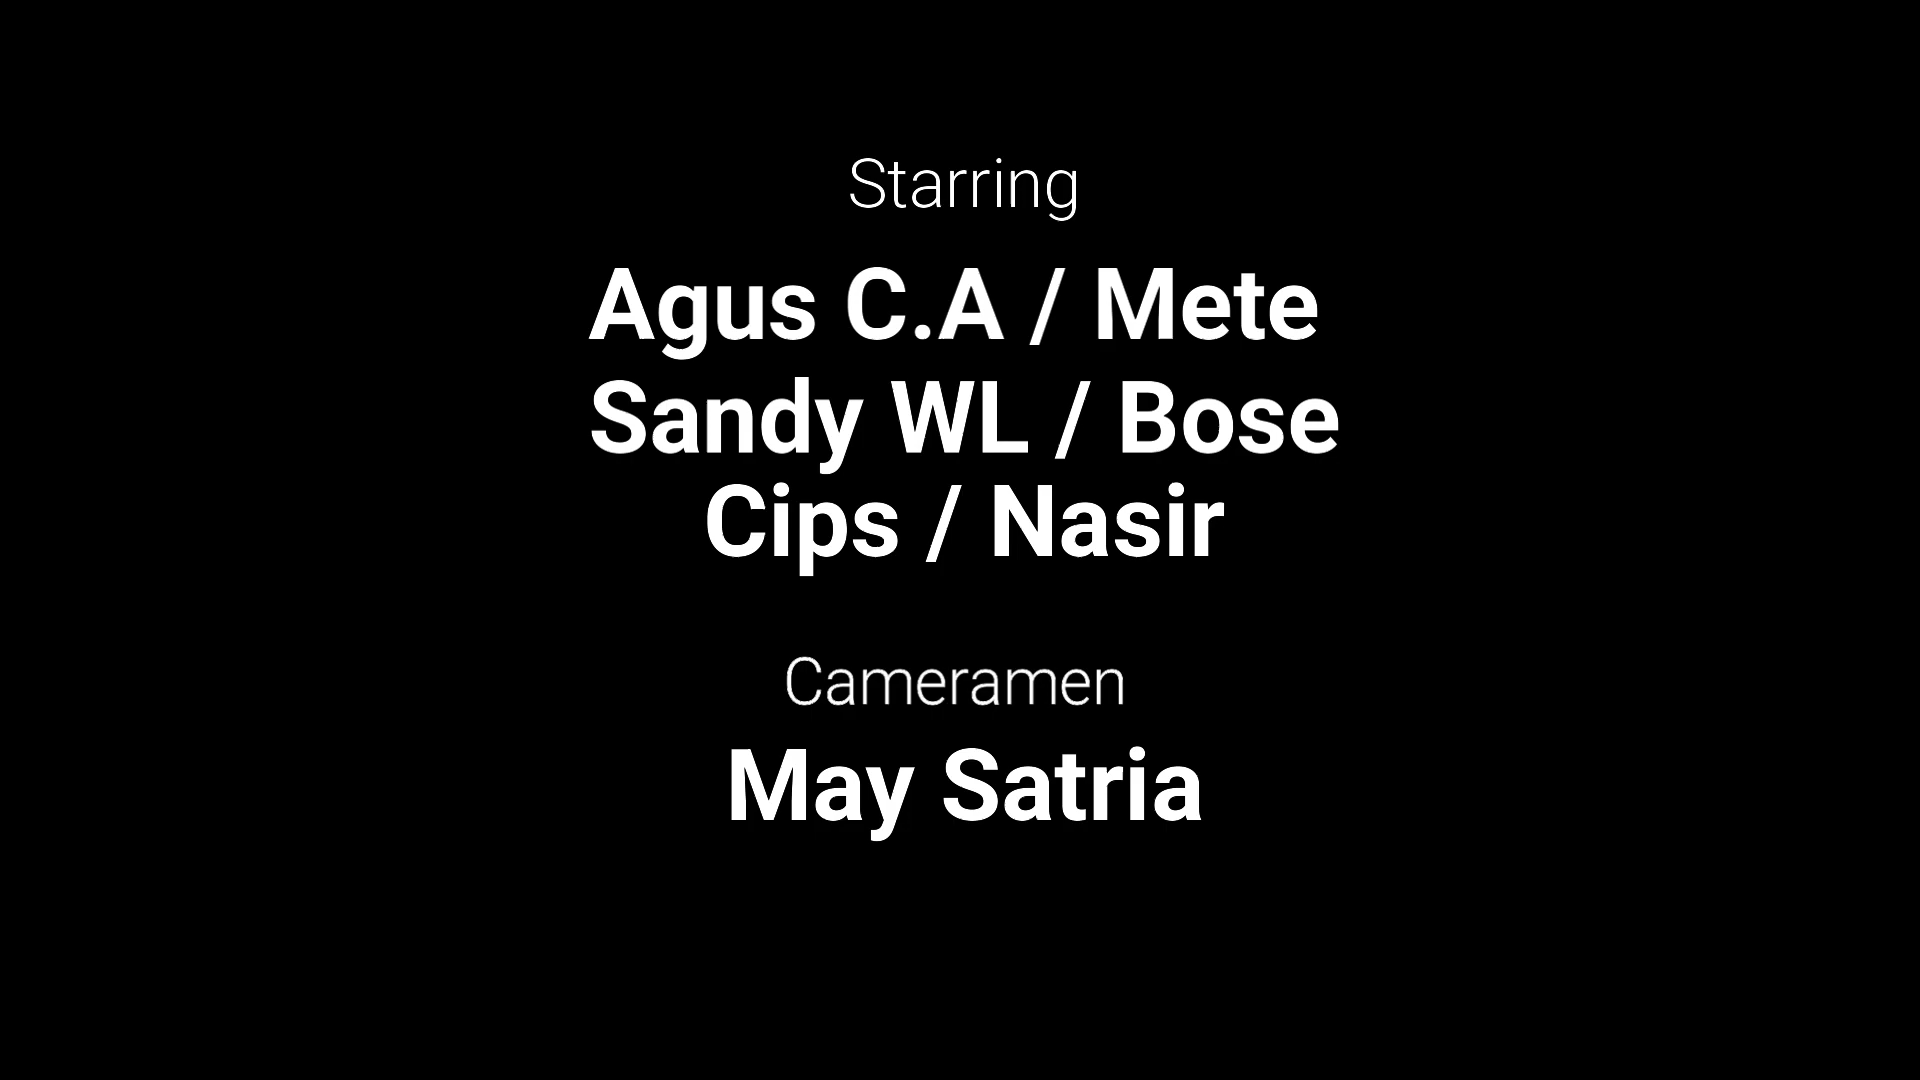 Starring
Agus C.A / Mete
Sandy WL / Bose
Cips / Nasir
Cameramen
May Satria